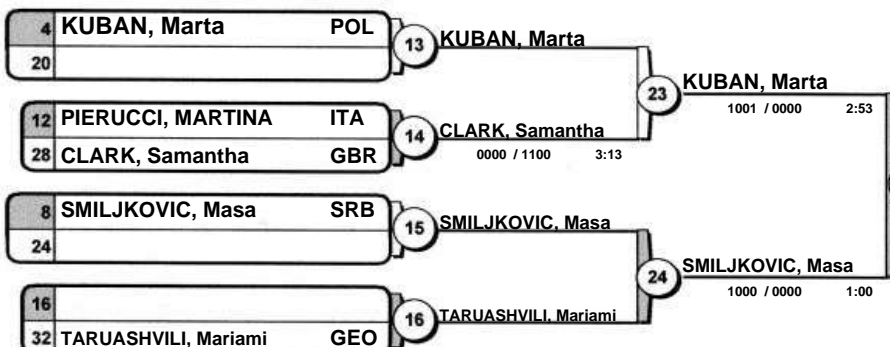 4 KUBAN, Marta POL
20
13 KUBAN, Marta
23 KUBAN, Marta
1001 / 0000 2:53
12 PIERUCCI, MARTINA ITA
28 CLARK, Samantha GBR
14 CLARK, Samantha
0000 / 1100 3:13
8 SMILJKOVIC, Masa SRB
24
15 SMILJKOVIC, Masa
24 SMILJKOVIC, Masa
1000 / 0000 1:00
16
32 TARUASHVILI, Mariami GEO
16 TARUASHVILI, Mariami